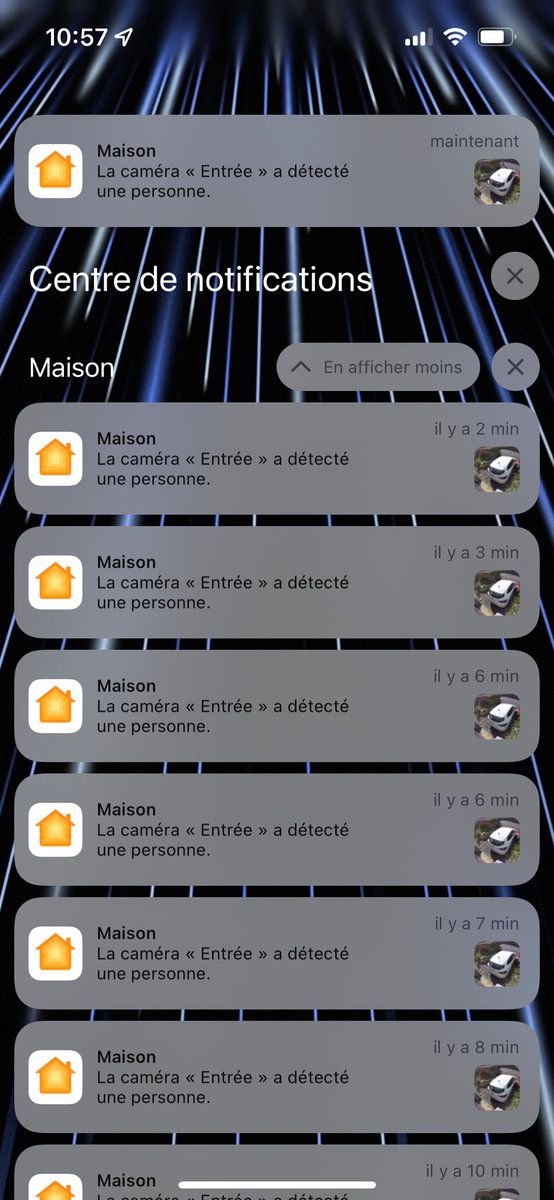 10:57
maintenant
Maison
La caméra « Entrée » a détecté
une personne.
Centre de notifications
Maison
En afficher moins
il y a 2 min
Maison
La caméra « Entrée » a détecté
une personne.
il y a 3 min
Maison
La caméra « Entrée » a détecté
une personne.
il y a 6 min
Maison
La caméra « Entrée » a détecté
une personne.
il y a 6 min
Maison
La caméra « Entrée » a détecté
une personne.
il y a 7 min
Maison
La caméra « Entrée » a détecté
une personne.
il y a 8 min
Maison
La caméra « Entrée » a détecté
une personne.
il y a 10 min
Maison